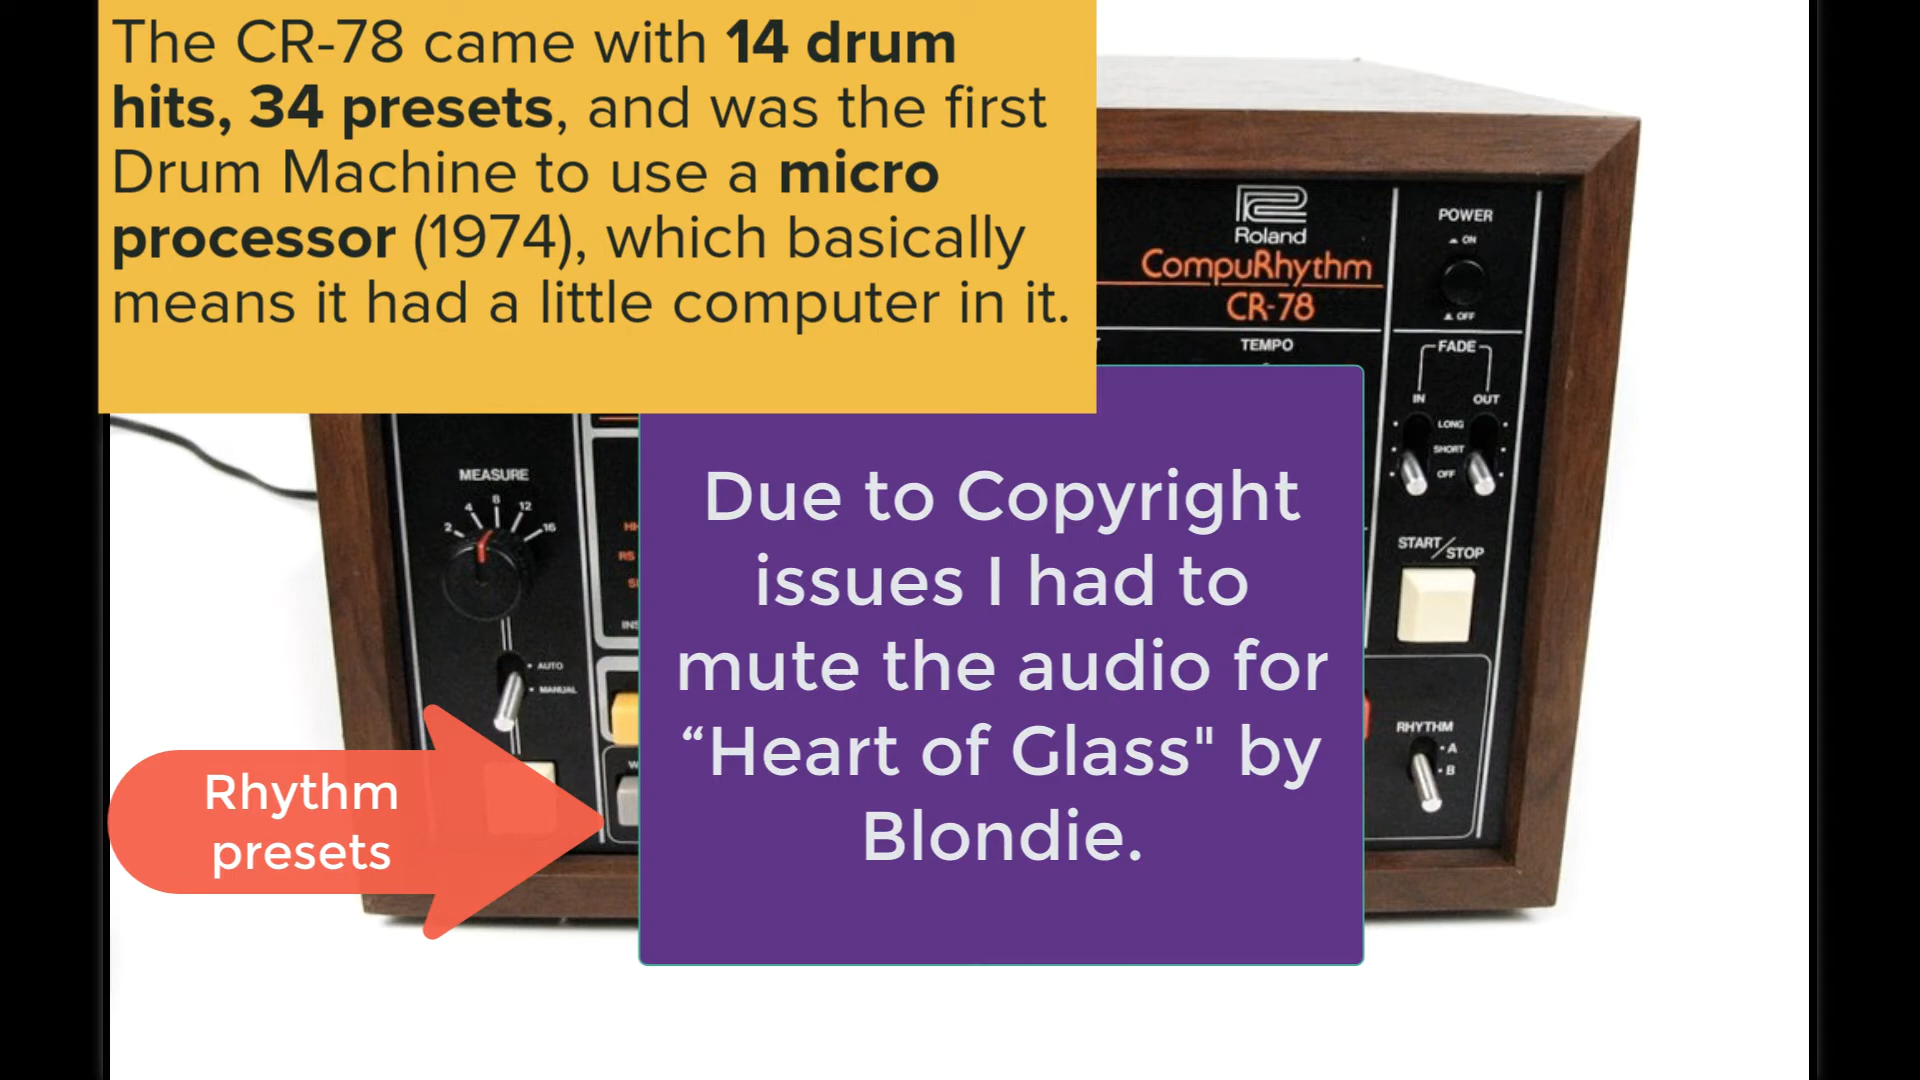 The CR-78 came with 14 drum
hits, 34 presets, and was the first
Drum Machine to use a micro
processor (1974), which basically
means it had a little computer in it.
Roland
CompuRhythm
CR-78
POWER
ON
OFF
TEMPO
FADE
IN OUT
LONG
SHORT
OFF
MEASURE
2 4 8 12 16
AUTO
MANUAL
START/STOP
RHYTHM
A
B
Due to Copyright
issues I had to
mute the audio for
“Heart of Glass" by
Blondie.
Rhythm
presets